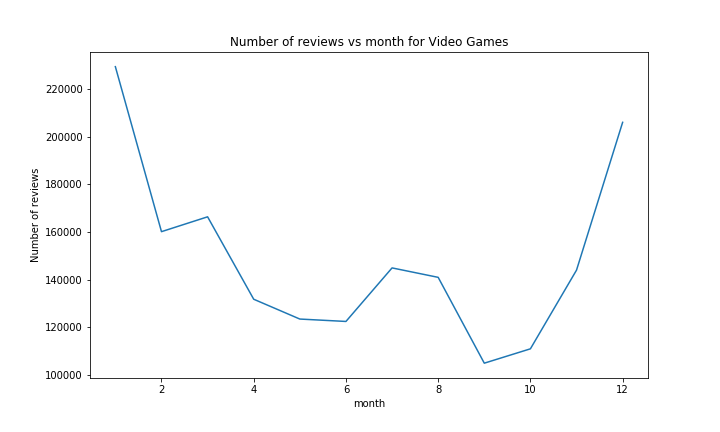 Number of reviews vs month for Video Games
220000
200000
180000
160000
140000
120000
100000
Number of reviews
2 4 6 8 10 12
month